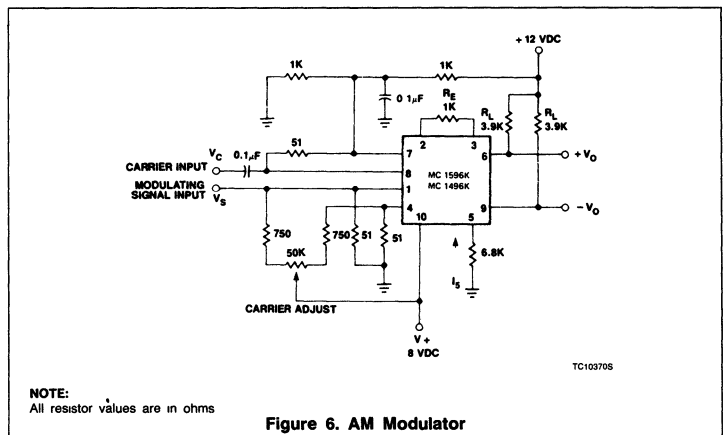 + 12 VDC
1K
1K
0 1µF
R_E
1K
R_L
3.9K
R_L
3.9K
V_C
0.1µF
51
CARRIER INPUT
MODULATING
SIGNAL INPUT
V_S
2
3
7
8
1
4
10
6
9
5
MC 1596K
MC 1496K
+ V_O
− V_O
750
750
51
51
50K
6.8K
I_5
CARRIER ADJUST
V +
8 VDC
TC10370S
NOTE:
All resistor values are in ohms
Figure 6. AM Modulator